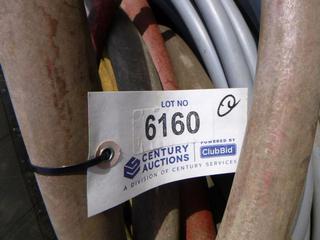 LOT NO
6160
CENTURY
AUCTIONS
POWERED BY
ClubBid
A DIVISION OF CENTURY SERVICES